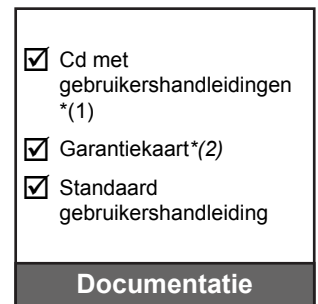 Cd met
gebruikershandleidingen
*(1)
Garantiekaart*(2)
Standaard
gebruikershandleiding
Documentatie